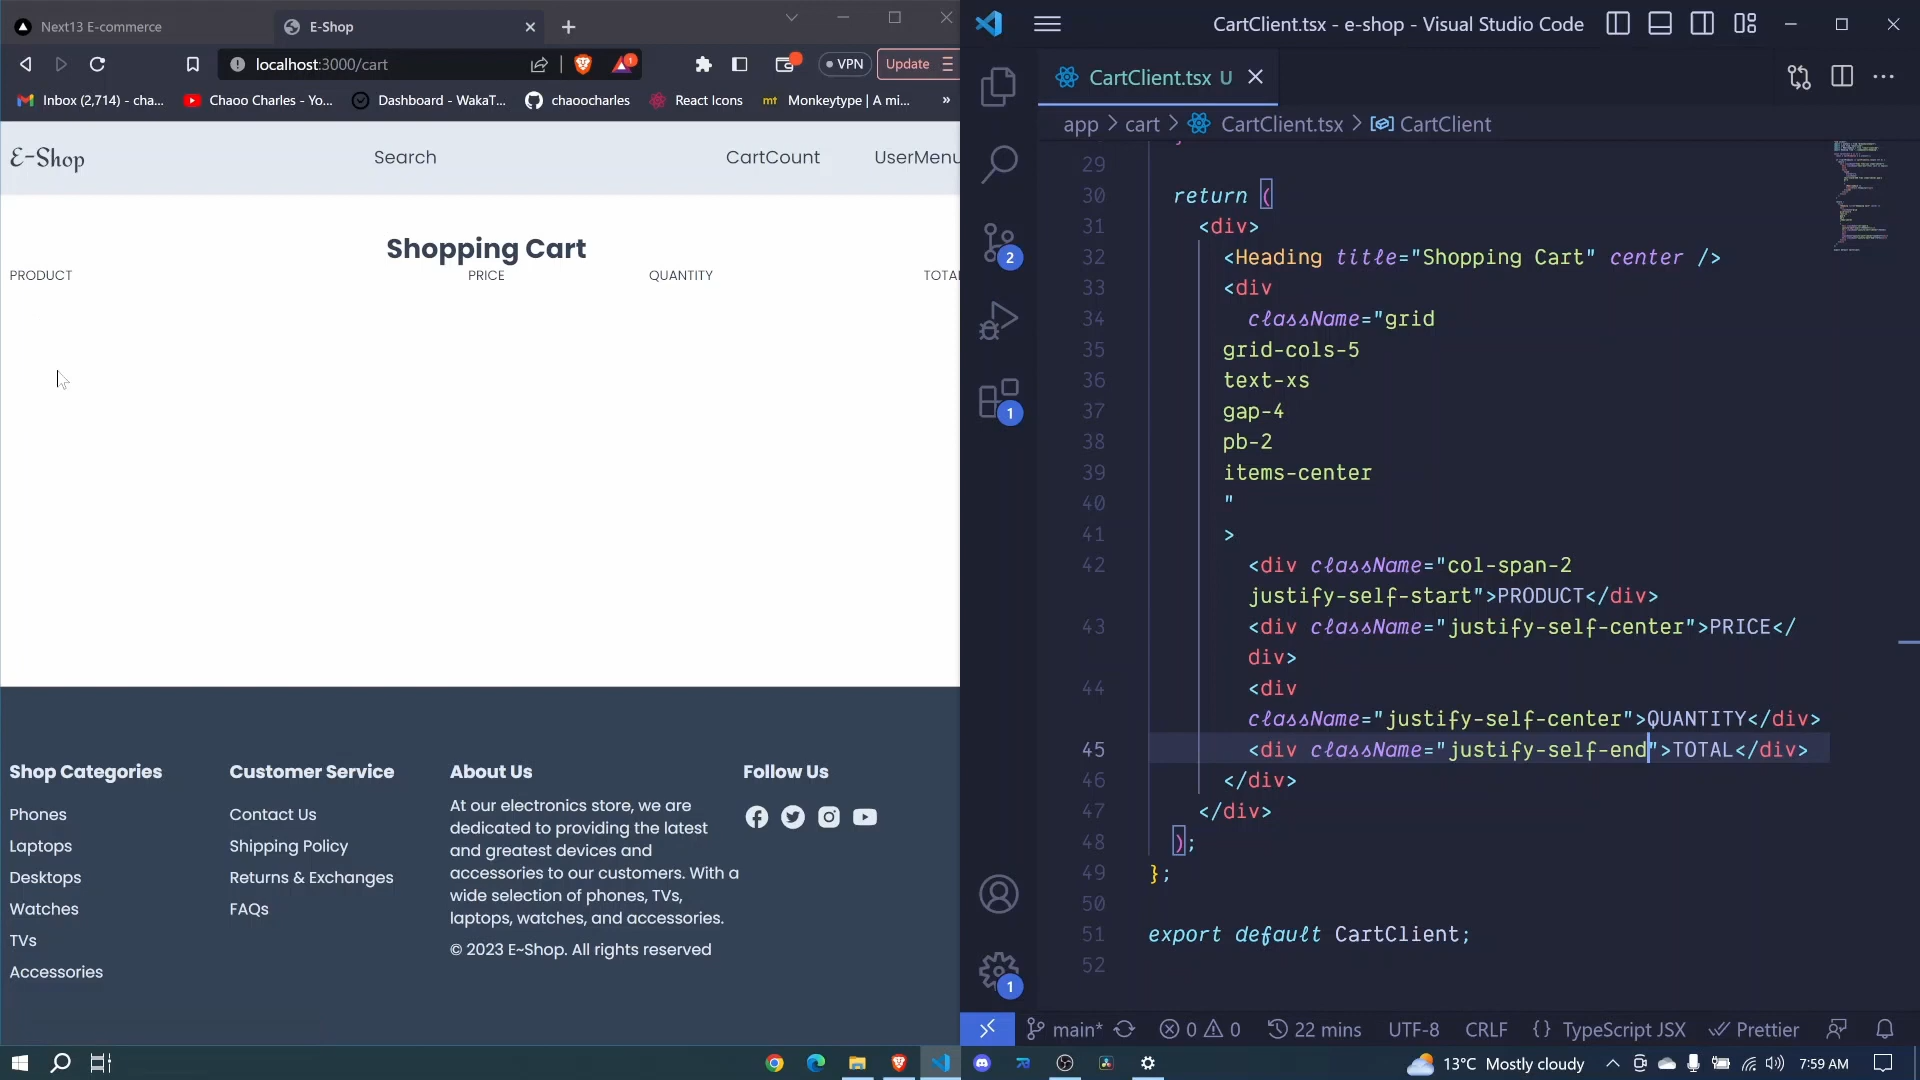 Next13 E-commerce
E-Shop
localhost:3000/cart
1
VPN
Update
Inbox (2,714) - cha...
Chaoo Charles - Yo...
Dashboard - WakaT...
chaoocharles
React Icons
mt Monkeytype | A mi...
»
E-Shop
Search
CartCount
UserMenu
Shopping Cart
PRODUCT
PRICE
QUANTITY
TOTAL
Shop Categories
Phones
Laptops
Desktops
Watches
TVs
Accessories
Customer Service
Contact Us
Shipping Policy
Returns & Exchanges
FAQs
About Us
At our electronics store, we are
dedicated to providing the latest
and greatest devices and
accessories to our customers. With a
wide selection of phones, TVs,
laptops, watches, and accessories.
© 2023 E~Shop. All rights reserved
Follow Us
CartClient.tsx - e-shop - Visual Studio Code
CartClient.tsx U
app > cart > CartClient.tsx > CartClient
2
1
1
29
30 return (
31 <div>
32 <Heading title="Shopping Cart" center />
33 <div
34 className="grid
35 grid-cols-5
36 text-xs
37 gap-4
38 pb-2
39 items-center
40 "
41 >
42 <div className="col-span-2
justify-self-start">PRODUCT</div>
43 <div className="justify-self-center">PRICE</
div>
44 <div
className="justify-self-center">QUANTITY</div>
45 <div className="justify-self-end">TOTAL</div>
46 </div>
47 </div>
48 );
49 };
50
51 export default CartClient;
52
main*
0
0
22 mins
UTF-8
CRLF
{} TypeScript JSX
Prettier
13°C Mostly cloudy
7:59 AM